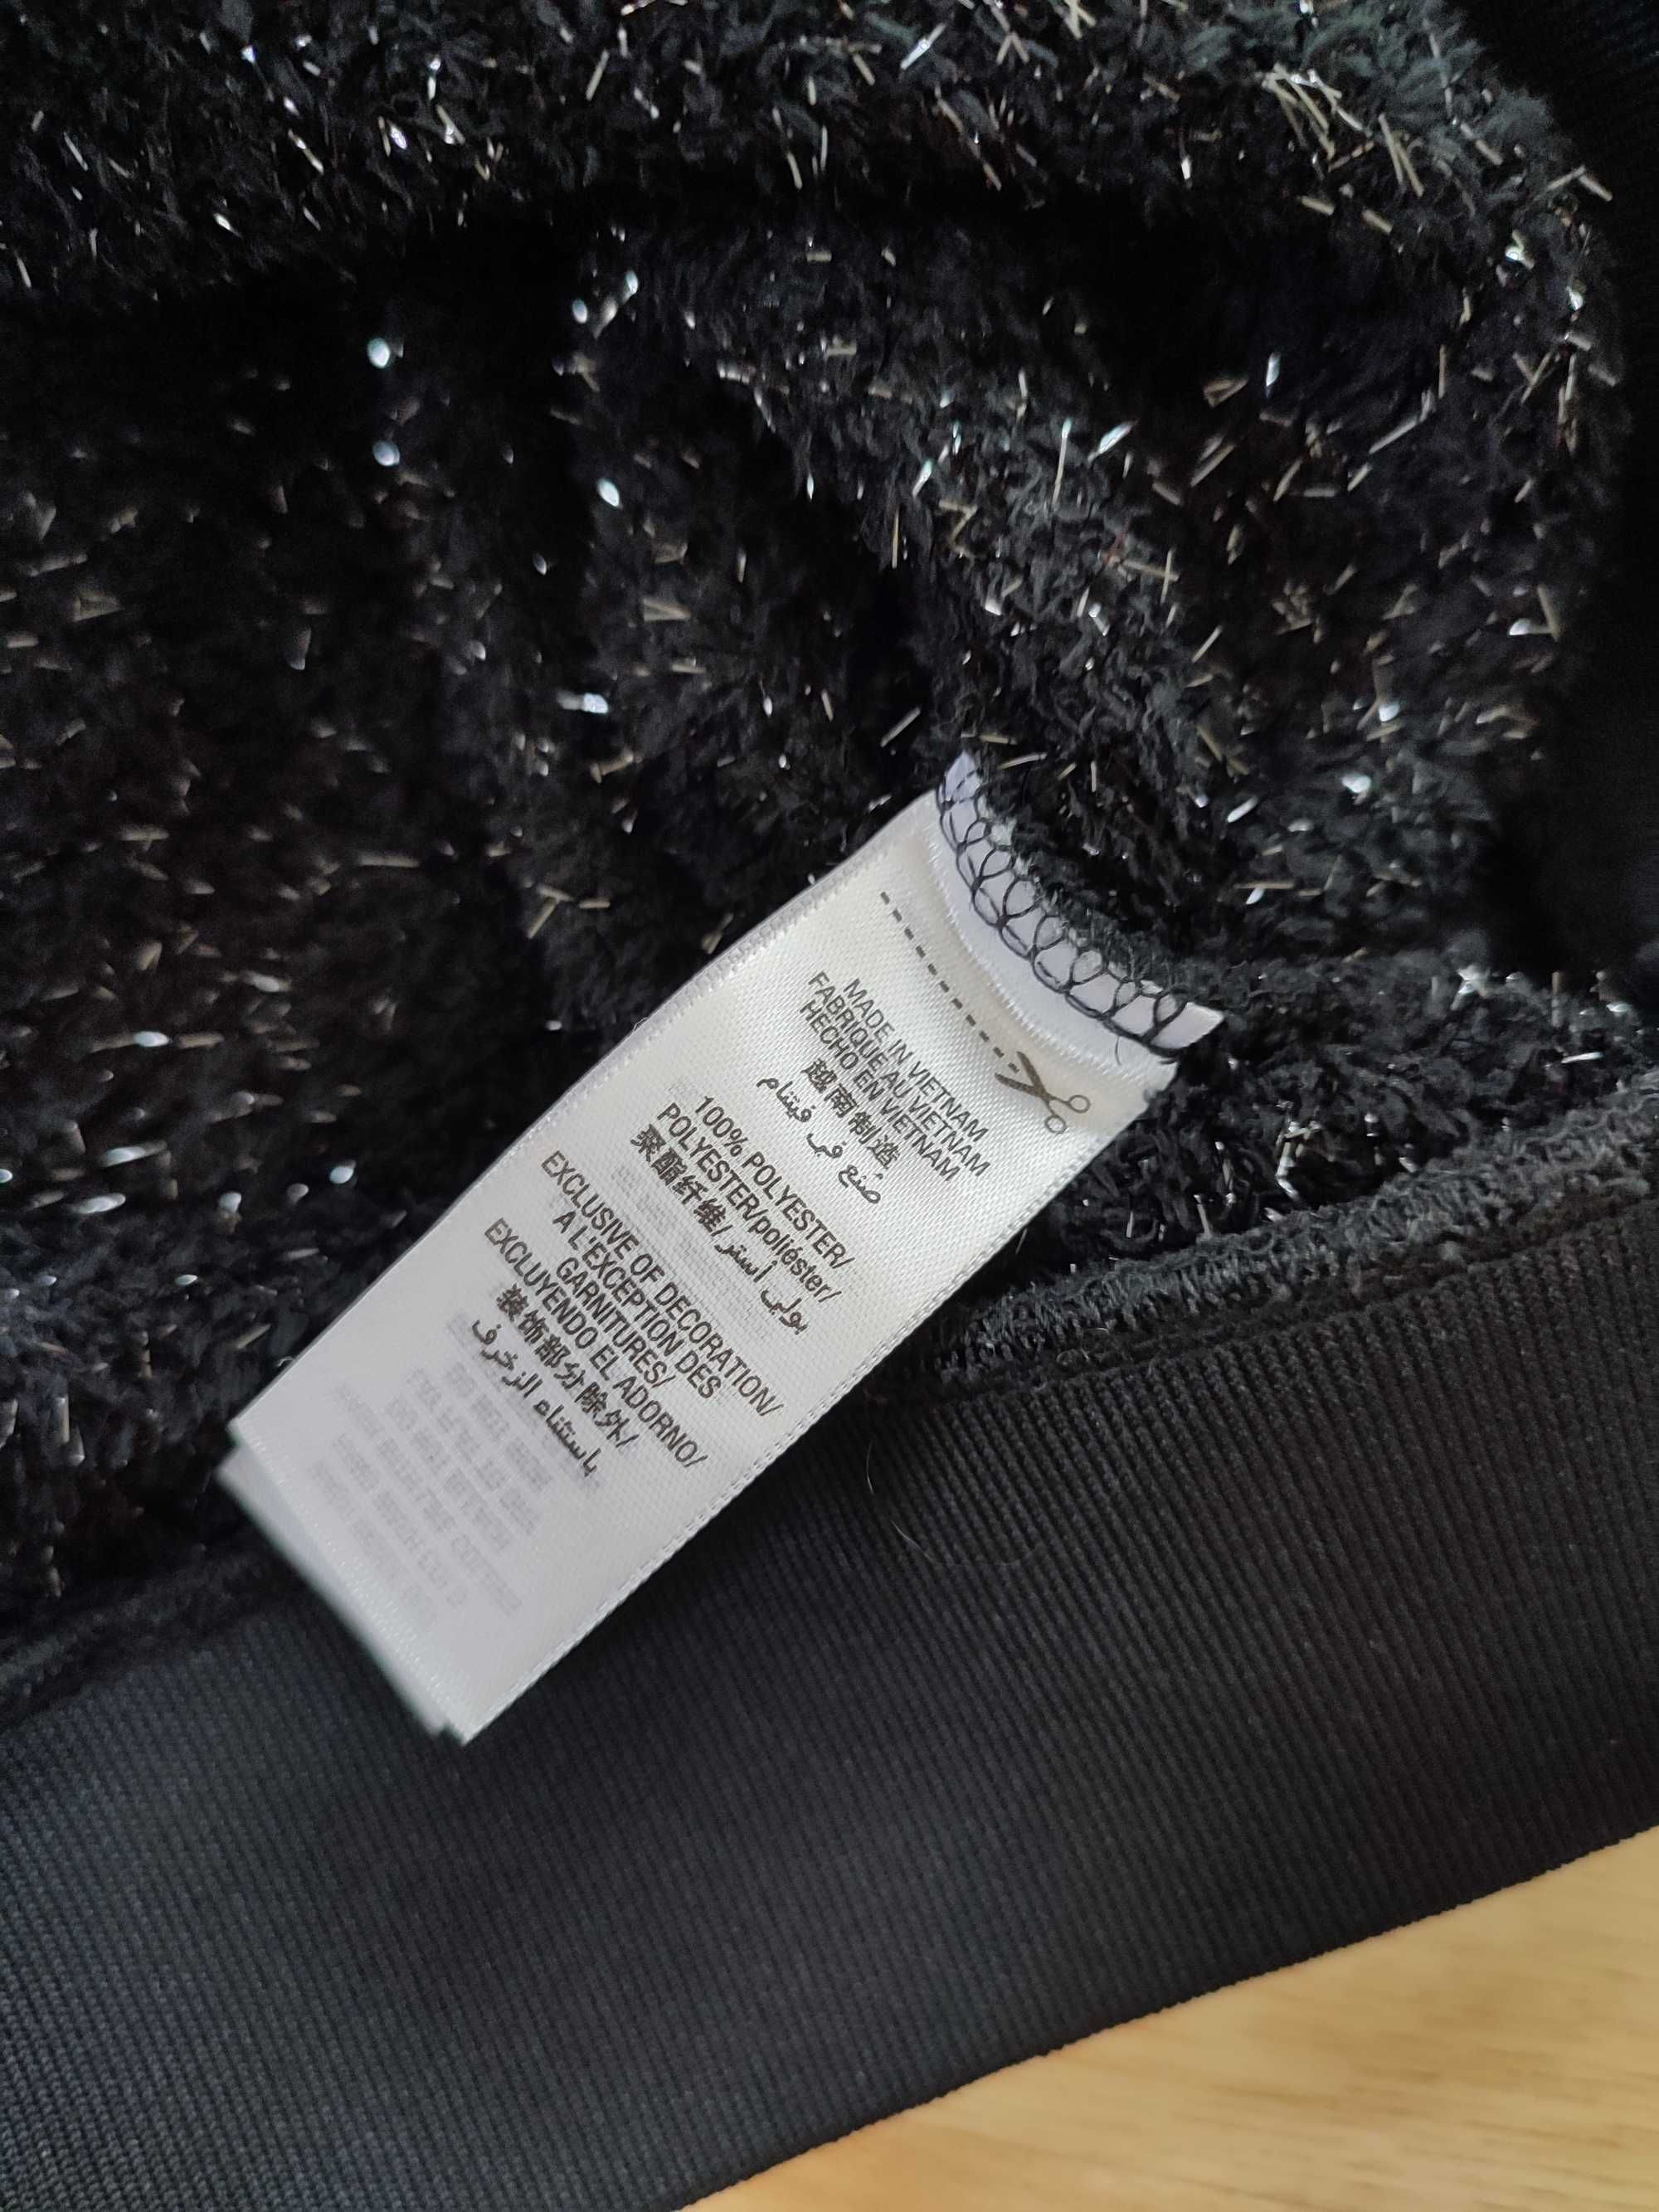 MADE IN VIETNAM
FABRIQUE AU VIETNAM
HECHO EN VIETNAM
越南制造
صُنع في فيتنام
100% POLYESTER/
POLYESTER/poliéster/
聚酯纤维/بولي أستر
EXCLUSIVE OF DECORATION/
A L'EXCEPTION DES
GARNITURES/
EXCLUYENDO EL ADORNO/
装饰部分除外/
باستثناء الزخرف